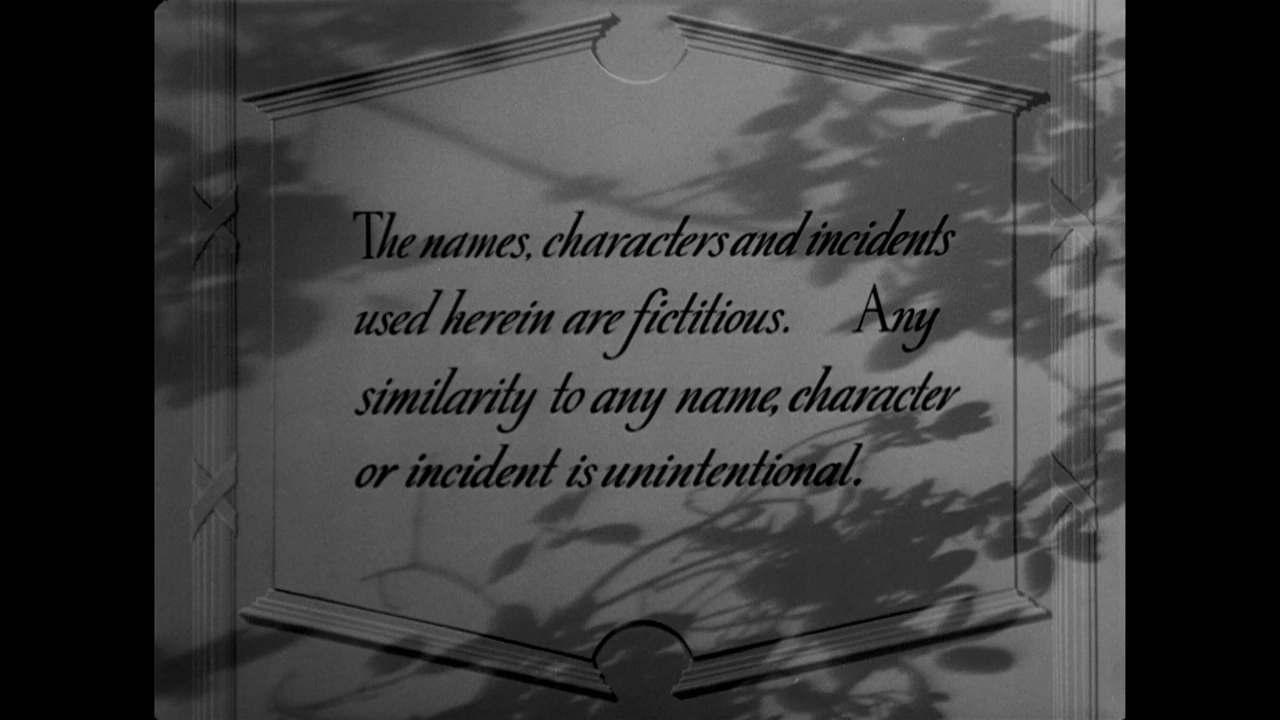 The names, characters and incidents
used herein are fictitious. Any
similarity to any name, character
or incident is unintentional.